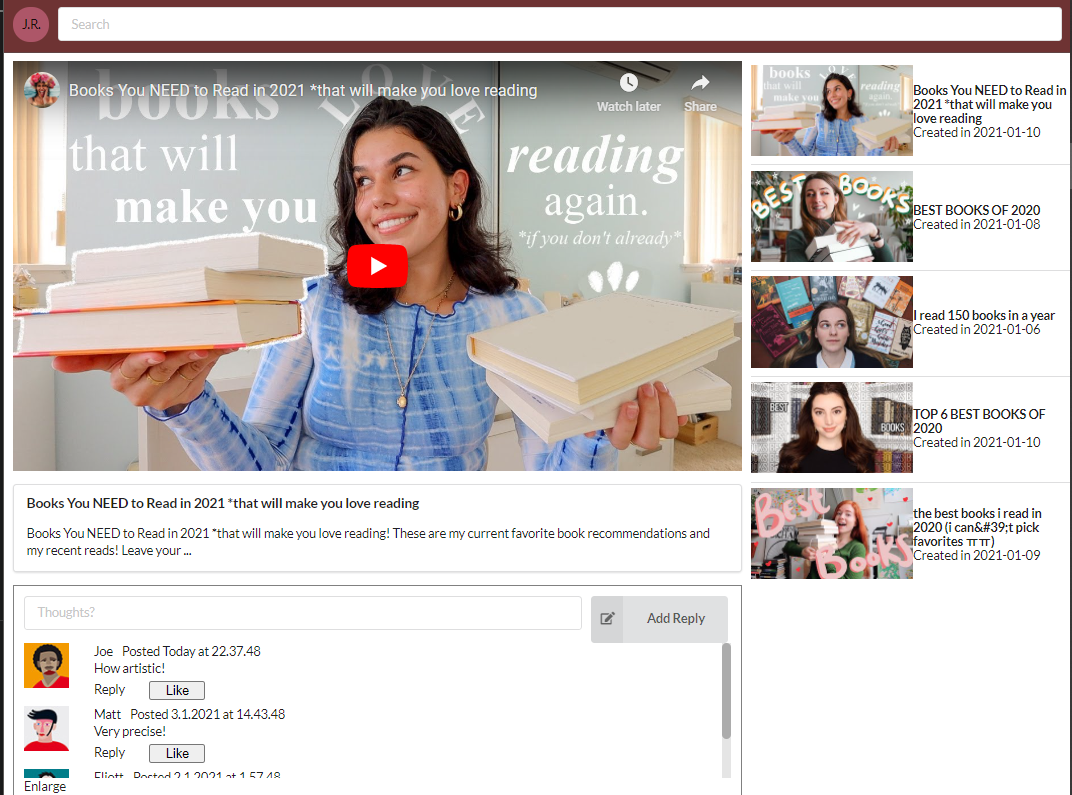 J.R.
Search
Books You NEED to Read in 2021 *that will make you love reading
Watch later
Share
books
LOVE
that will
make you
reading
again.
*if you don't already*
Books You NEED to Read in 2021 *that will make you love reading
Books You NEED to Read in 2021 *that will make you love reading! These are my current favorite book recommendations and
my recent reads! Leave your ...
Thoughts?
Add Reply
Joe Posted Today at 22.37.48
How artistic!
Reply Like
Matt Posted 3.1.2021 at 14.43.48
Very precise!
Reply Like
Eliott Posted 2.1.2021 at 1.57.48
Enlarge
books
that will
make you
reading
again.
Books You NEED to Read in
2021 *that will make you
love reading
Created in 2021-01-10
BEST BOOKS
BEST BOOKS OF 2020
Created in 2021-01-08
I read 150 books in a year
Created in 2021-01-06
BEST
BOOKS
TOP 6 BEST BOOKS OF
2020
Created in 2021-01-10
Best
Books
the best books i read in
2020 (i can&#39;t pick
favorites ㅠㅠ)
Created in 2021-01-09